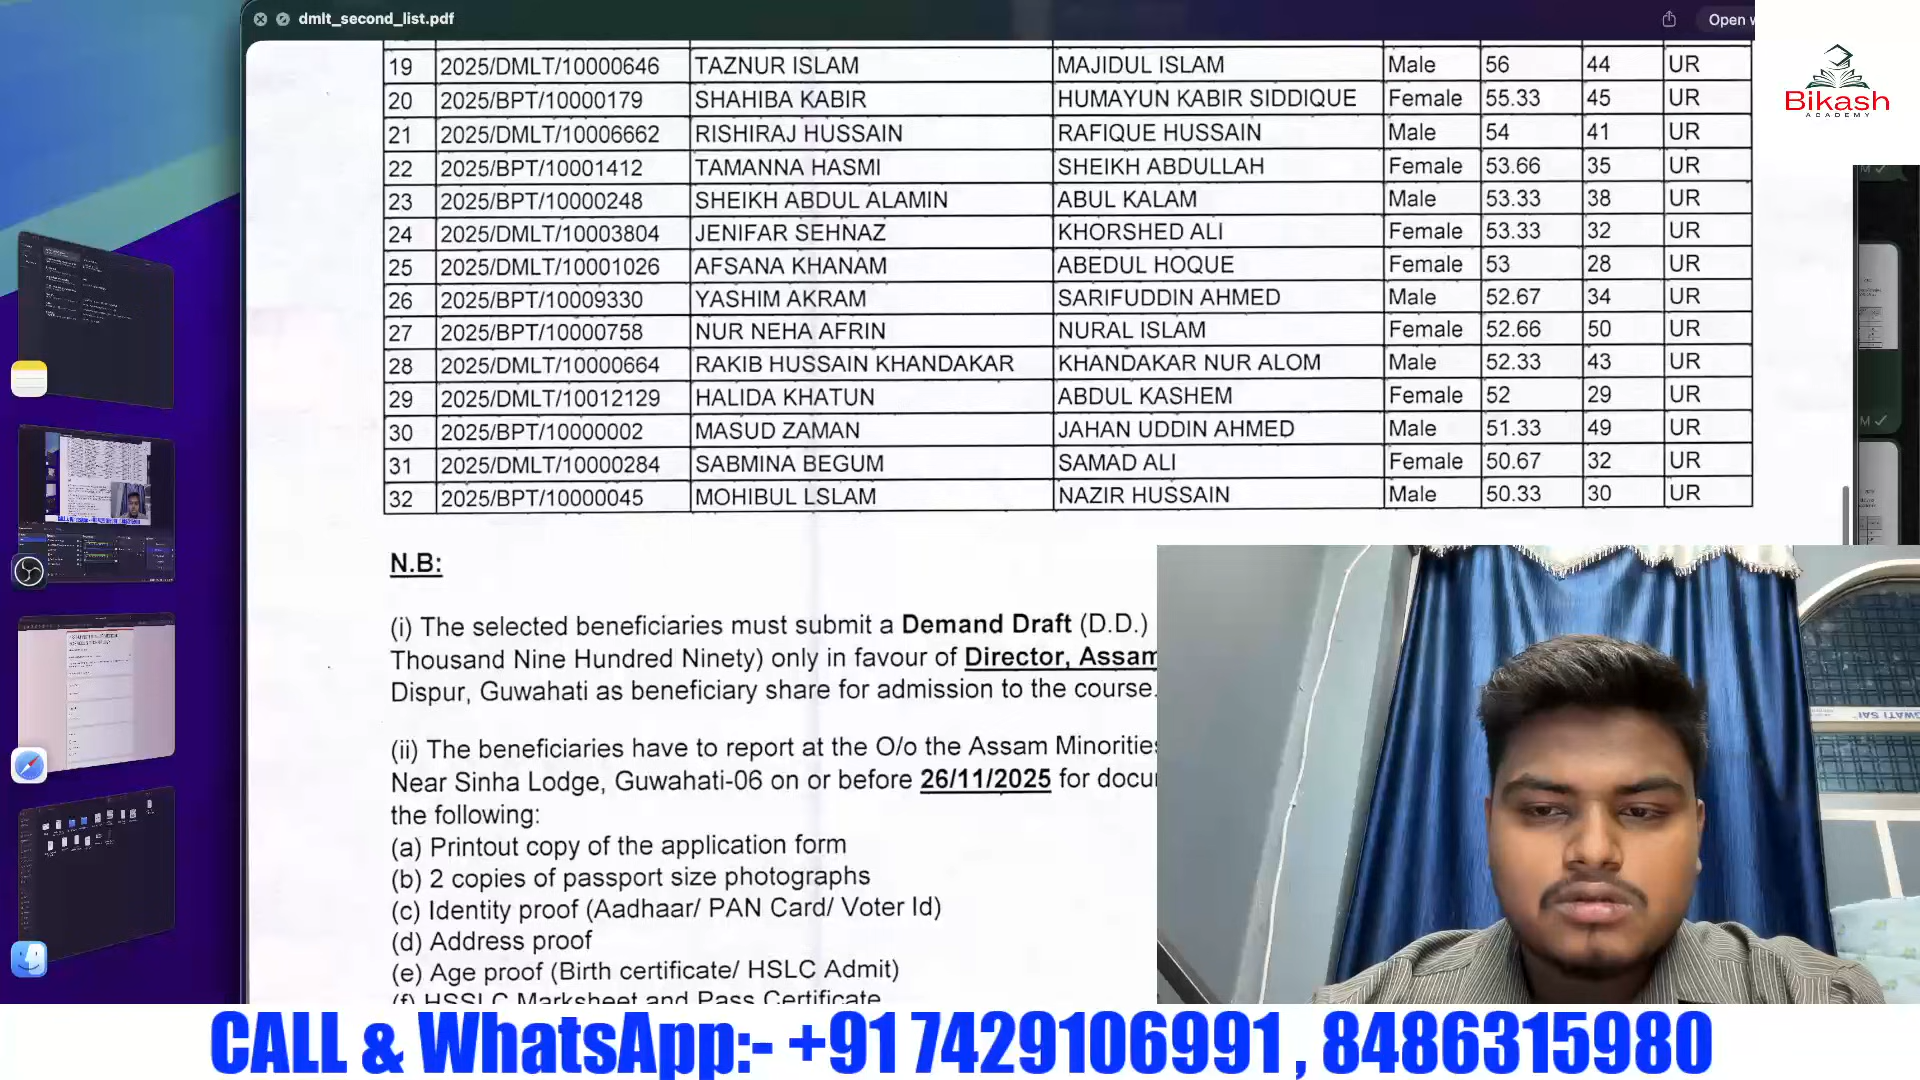 dmlt_second_list.pdf
Open
Bikash
ACADEMY
19 2025/DMLT/10000646 TAZNUR ISLAM MAJIDUL ISLAM Male 56 44 UR
20 2025/BPT/10000179 SHAHIBA KABIR HUMAYUN KABIR SIDDIQUE Female 55.33 45 UR
21 2025/DMLT/10006662 RISHIRAJ HUSSAIN RAFIQUE HUSSAIN Male 54 41 UR
22 2025/BPT/10001412 TAMANNA HASMI SHEIKH ABDULLAH Female 53.66 35 UR
23 2025/BPT/10000248 SHEIKH ABDUL ALAMIN ABUL KALAM Male 53.33 38 UR
24 2025/DMLT/10003804 JENIFAR SEHNAZ KHORSHED ALI Female 53.33 32 UR
25 2025/DMLT/10001026 AFSANA KHANAM ABEDUL HOQUE Female 53 28 UR
26 2025/BPT/10009330 YASHIM AKRAM SARIFUDDIN AHMED Male 52.67 34 UR
27 2025/BPT/10000758 NUR NEHA AFRIN NURAL ISLAM Female 52.66 50 UR
28 2025/DMLT/10000664 RAKIB HUSSAIN KHANDAKAR KHANDAKAR NUR ALOM Male 52.33 43 UR
29 2025/DMLT/10012129 HALIDA KHATUN ABDUL KASHEM Female 52 29 UR
30 2025/BPT/10000002 MASUD ZAMAN JAHAN UDDIN AHMED Male 51.33 49 UR
31 2025/DMLT/10000284 SABMINA BEGUM SAMAD ALI Female 50.67 32 UR
32 2025/BPT/10000045 MOHIBUL LSLAM NAZIR HUSSAIN Male 50.33 30 UR
N.B:
(i) The selected beneficiaries must submit a Demand Draft (D.D.)
Thousand Nine Hundred Ninety) only in favour of Director, Assam
Dispur, Guwahati as beneficiary share for admission to the course.
(ii) The beneficiaries have to report at the O/o the Assam Minorities
Near Sinha Lodge, Guwahati-06 on or before 26/11/2025 for docu
the following:
(a) Printout copy of the application form
(b) 2 copies of passport size photographs
(c) Identity proof (Aadhaar/ PAN Card/ Voter Id)
(d) Address proof
(e) Age proof (Birth certificate/ HSLC Admit)
(f) HSSLC Marksheet and Pass Certificate
CALL & WhatsApp:- +91 7429106991 , 8486315980